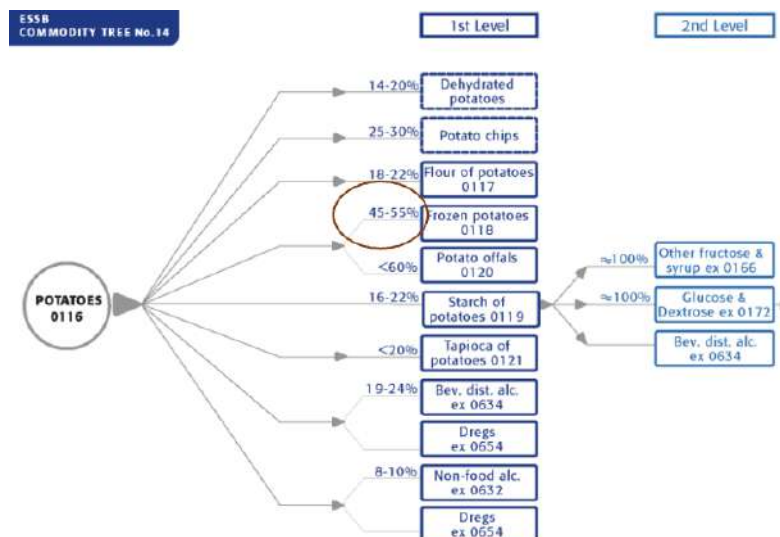 ESSB
COMMODITY TREE No.14
1st Level
2nd Level
14-20%
Dehydrated
potatoes
25-30%
Potato chips
18-22%
Flour of potatoes
0117
45-55%
Frozen potatoes
0118
<60%
Potato offals
0120
POTATOES
0116
16-22%
Starch of
potatoes 0119
≈100%
Other fructose &
syrup ex 0166
≈100%
Glucose &
Dextrose ex 0172
Bev. dist. alc.
ex 0634
<20%
Tapioca of
potatoes 0121
19-24%
Bev. dist. alc.
ex 0634
Dregs
ex 0654
8-10%
Non-food alc.
ex 0632
Dregs
ex 0654